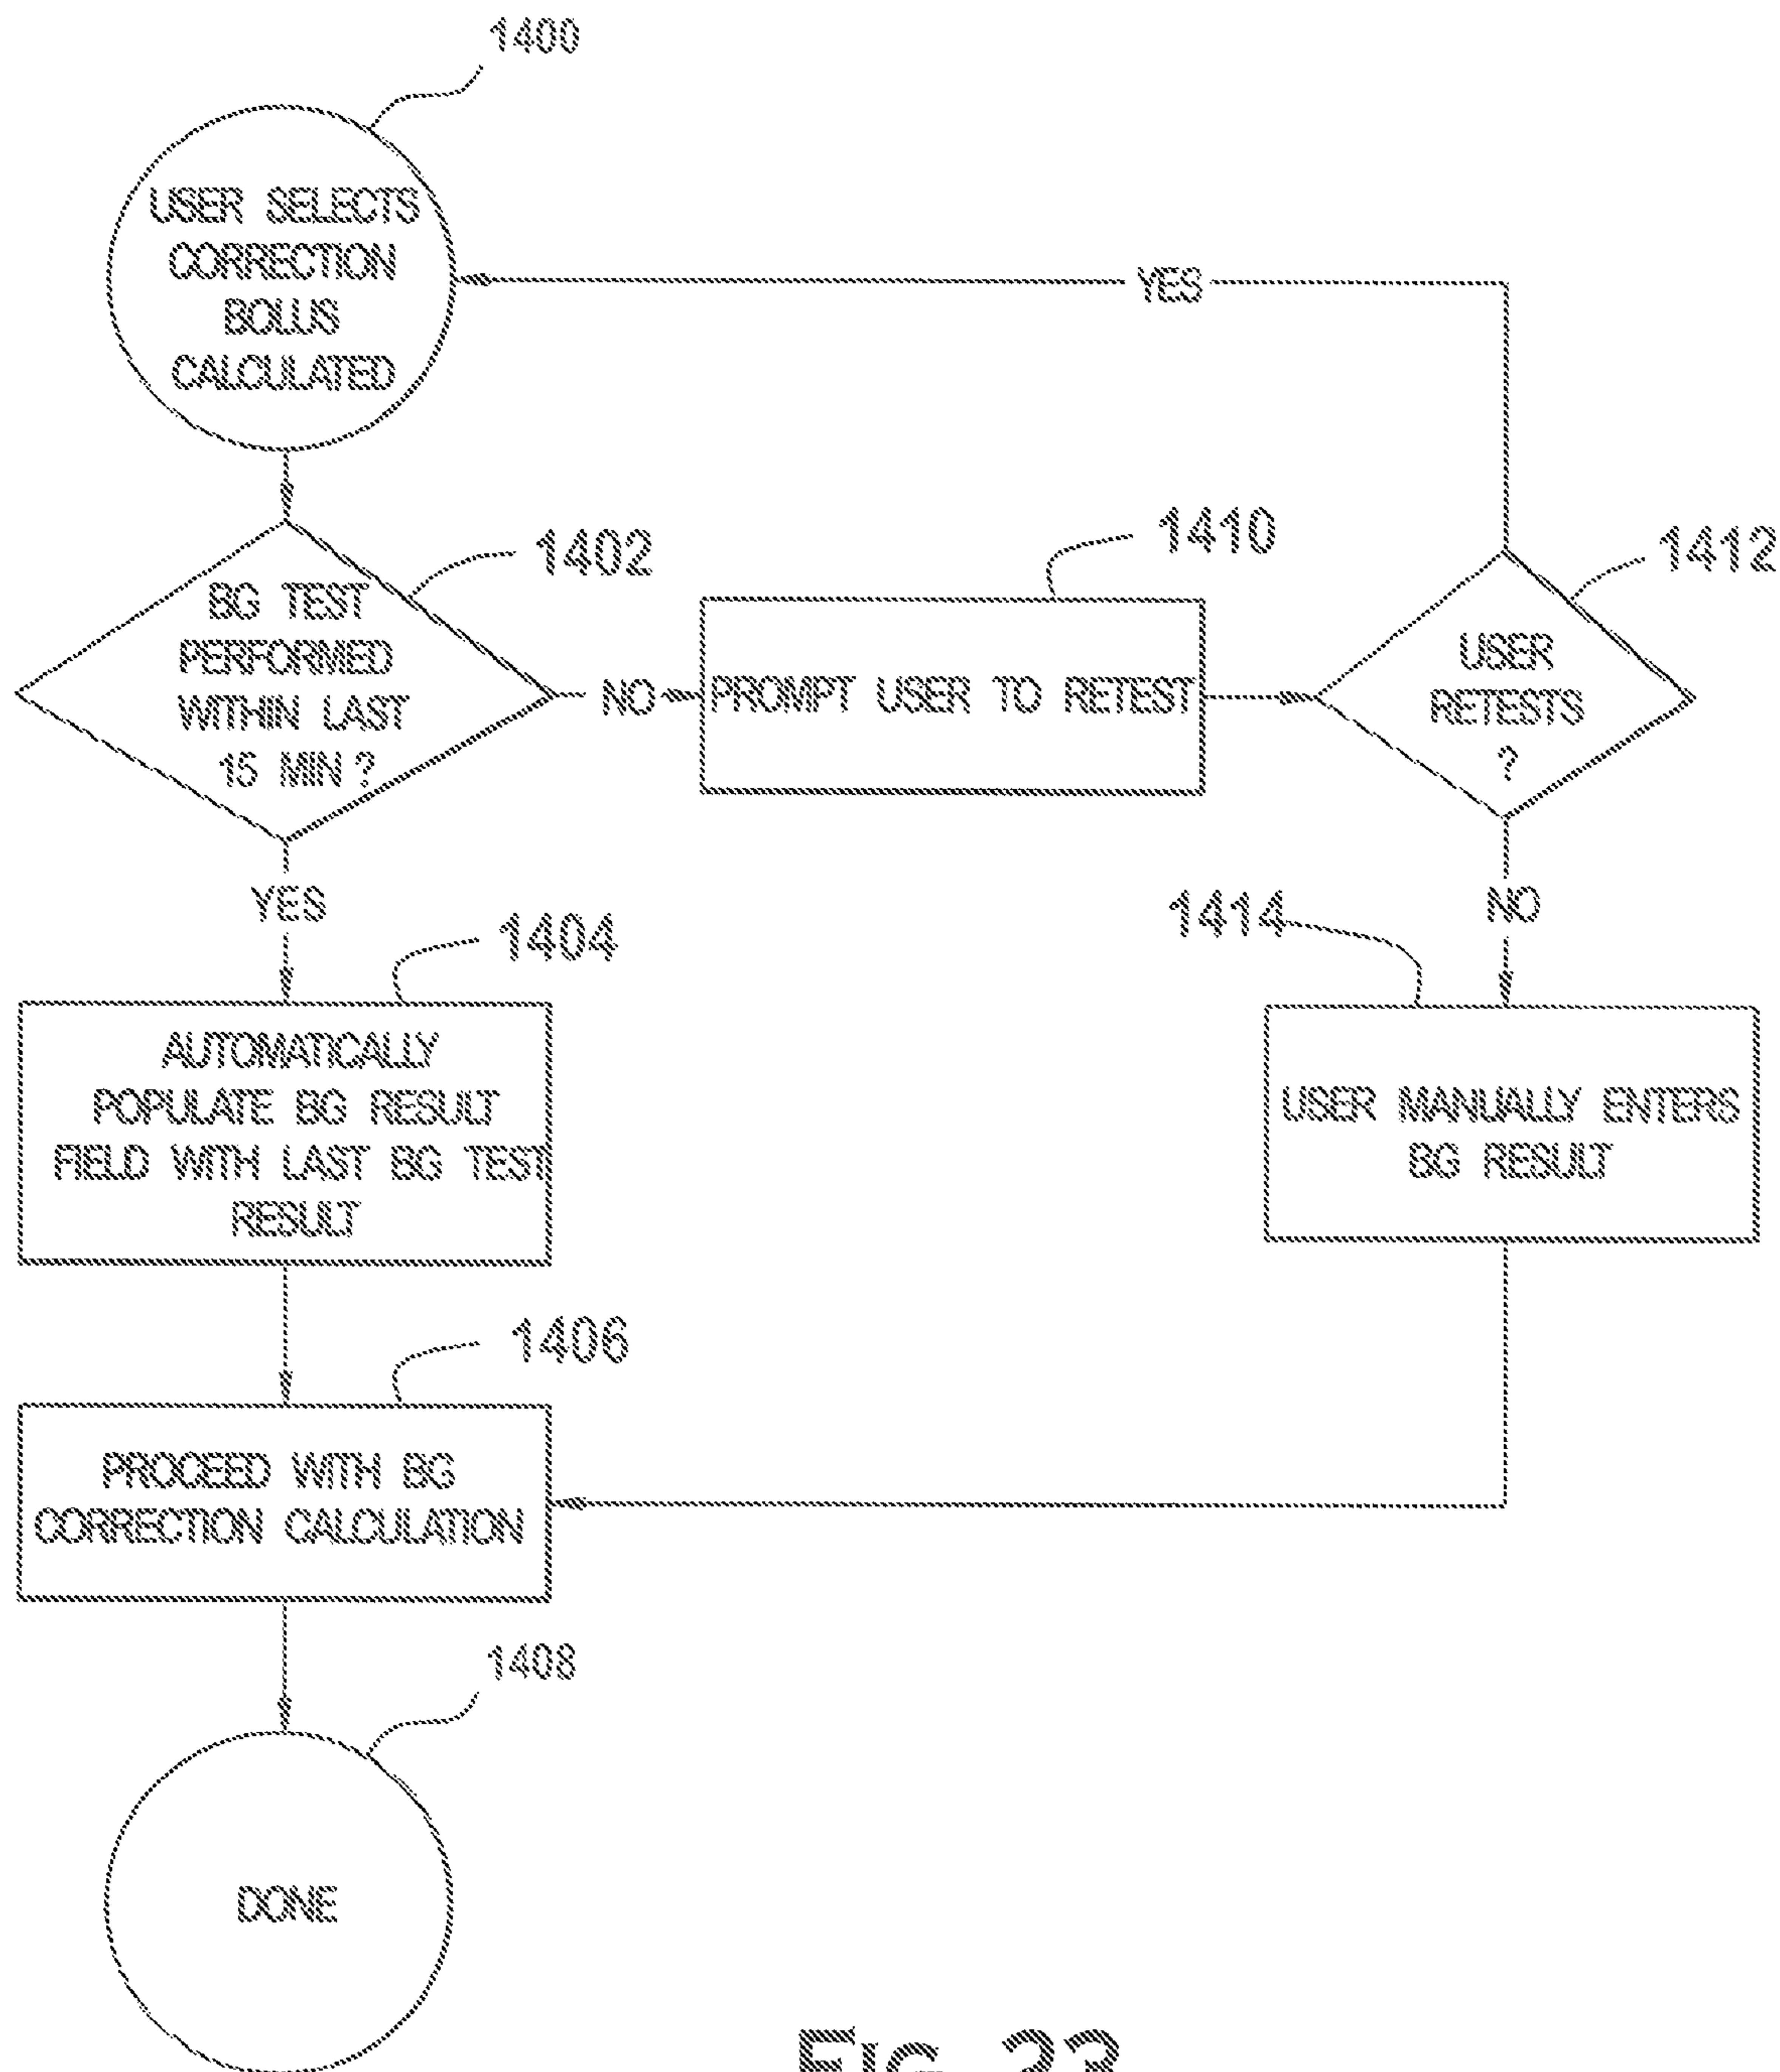 1400
USER SELECTS
CORRECTION
BOLUS
CALCULATED
YES
1402
BG TEST
PERFORMED
WITHIN LAST
15 MIN ?
NO
1410
PROMPT USER TO RETEST
1412
USER
RETESTS
?
YES
NO
1404
AUTOMATICALLY
POPULATE BG RESULT
FIELD WITH LAST BG TEST
RESULT
1414
USER MANUALLY ENTERS
BG RESULT
1406
PROCEED WITH BG
CORRECTION CALCULATION
1408
DONE
FIG. 23